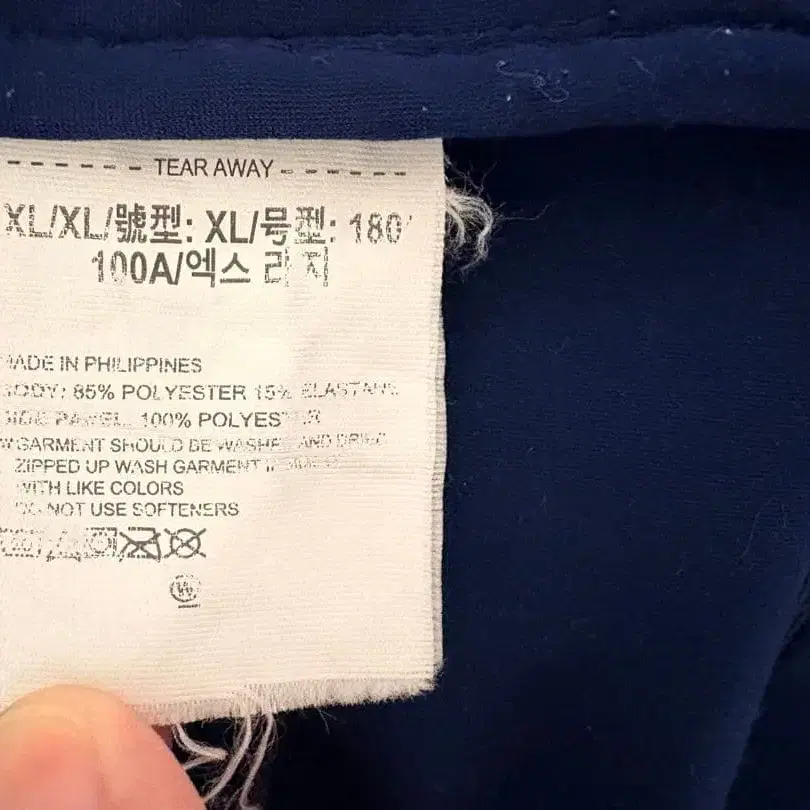 - - - - - - TEAR AWAY - - - - - -
XL/XL/號型: XL/号型: 180/
100A/엑스 라지
MADE IN PHILIPPINES
BODY: 85% POLYESTER 15% ELASTANE
SIDE PANEL: 100% POLYESTER
GARMENT SHOULD BE WASHED AND DRIED
ZIPPED UP WASH GARMENT INSIDE
WITH LIKE COLORS
DO NOT USE SOFTENERS
W